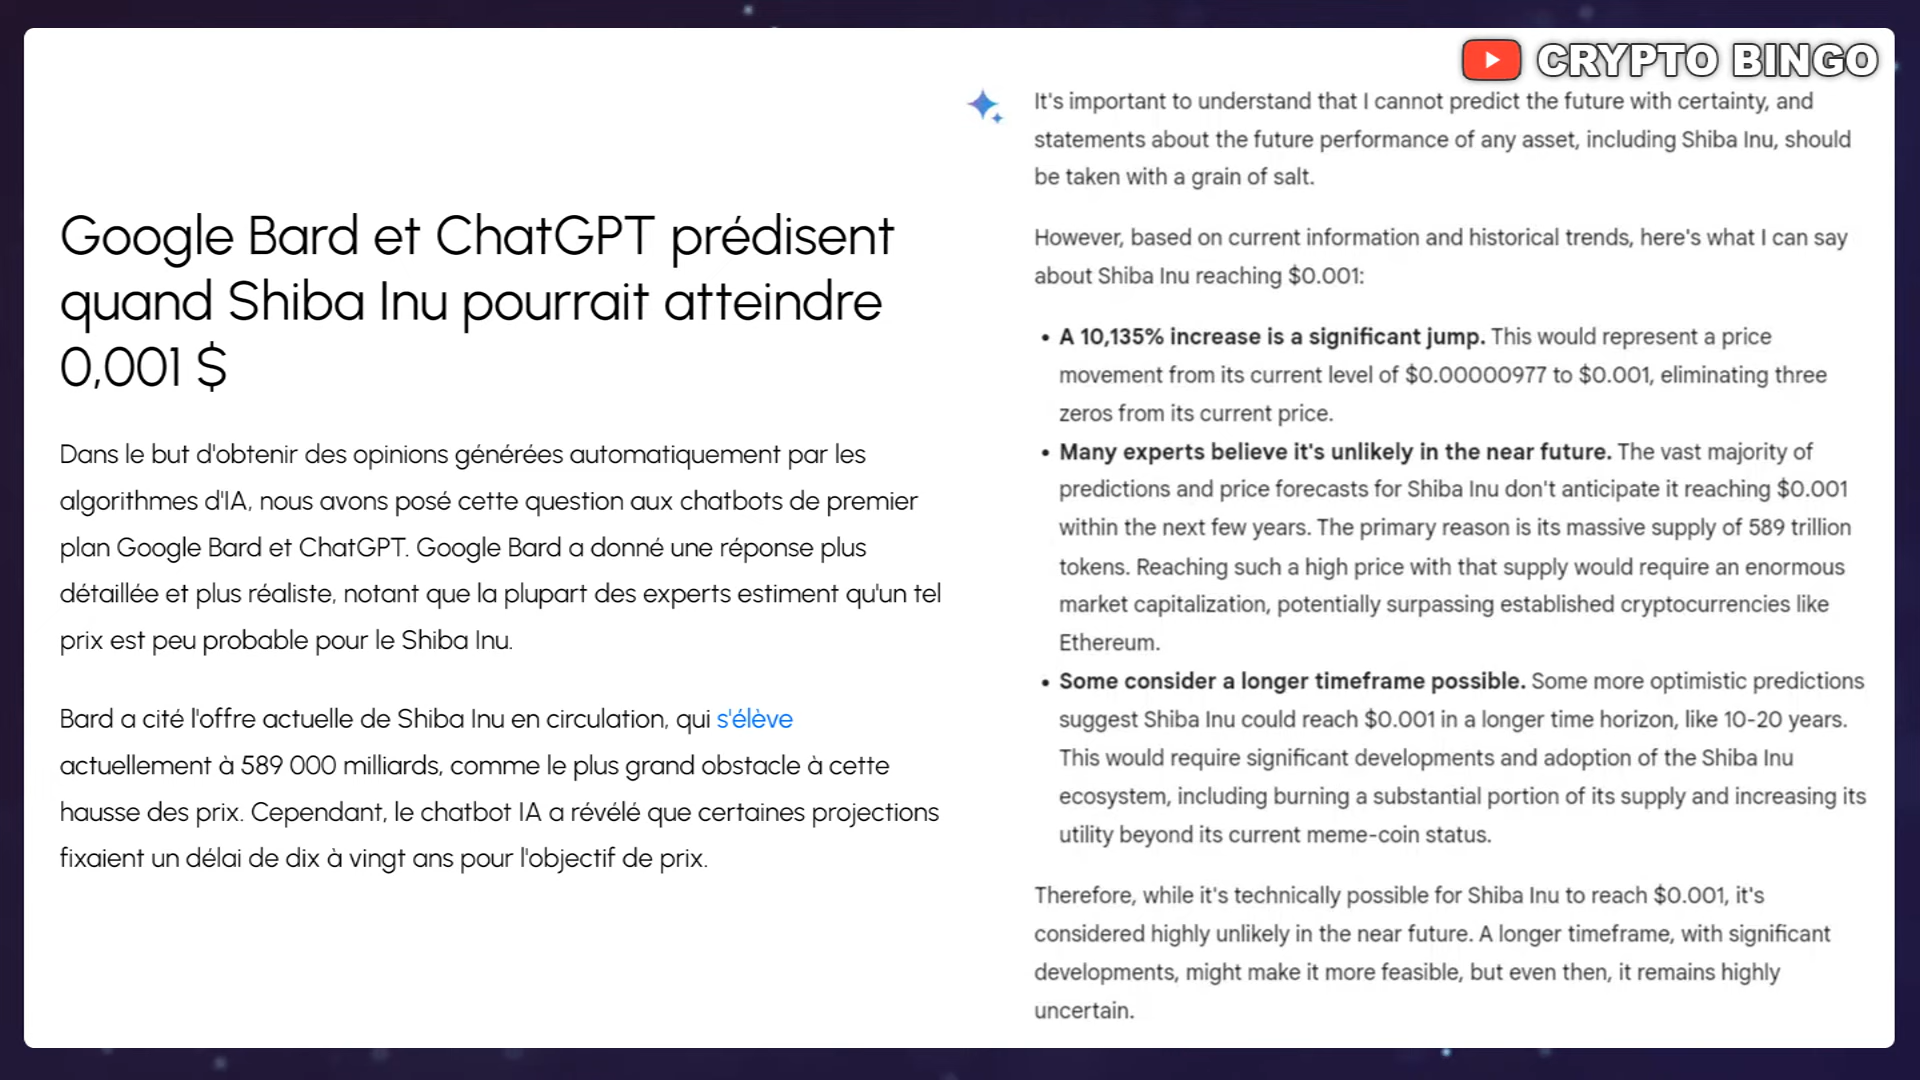 CRYPTO BINGO
Google Bard et ChatGPT prédisent
quand Shiba Inu pourrait atteindre
0,001 $
Dans le but d'obtenir des opinions générées automatiquement par les
algorithmes d'IA, nous avons posé cette question aux chatbots de premier
plan Google Bard et ChatGPT. Google Bard a donné une réponse plus
détaillée et plus réaliste, notant que la plupart des experts estiment qu'un tel
prix est peu probable pour le Shiba Inu.
Bard a cité l'offre actuelle de Shiba Inu en circulation, qui s'élève
actuellement à 589 000 milliards, comme le plus grand obstacle à cette
hausse des prix. Cependant, le chatbot IA a révélé que certaines projections
fixaient un délai de dix à vingt ans pour l'objectif de prix.
It's important to understand that I cannot predict the future with certainty, and
statements about the future performance of any asset, including Shiba Inu, should
be taken with a grain of salt.
However, based on current information and historical trends, here's what I can say
about Shiba Inu reaching $0.001:
• A 10,135% increase is a significant jump. This would represent a price
movement from its current level of $0.00000977 to $0.001, eliminating three
zeros from its current price.
• Many experts believe it's unlikely in the near future. The vast majority of
predictions and price forecasts for Shiba Inu don't anticipate it reaching $0.001
within the next few years. The primary reason is its massive supply of 589 trillion
tokens. Reaching such a high price with that supply would require an enormous
market capitalization, potentially surpassing established cryptocurrencies like
Ethereum.
• Some consider a longer timeframe possible. Some more optimistic predictions
suggest Shiba Inu could reach $0.001 in a longer time horizon, like 10-20 years.
This would require significant developments and adoption of the Shiba Inu
ecosystem, including burning a substantial portion of its supply and increasing its
utility beyond its current meme-coin status.
Therefore, while it's technically possible for Shiba Inu to reach $0.001, it's
considered highly unlikely in the near future. A longer timeframe, with significant
developments, might make it more feasible, but even then, it remains highly
uncertain.